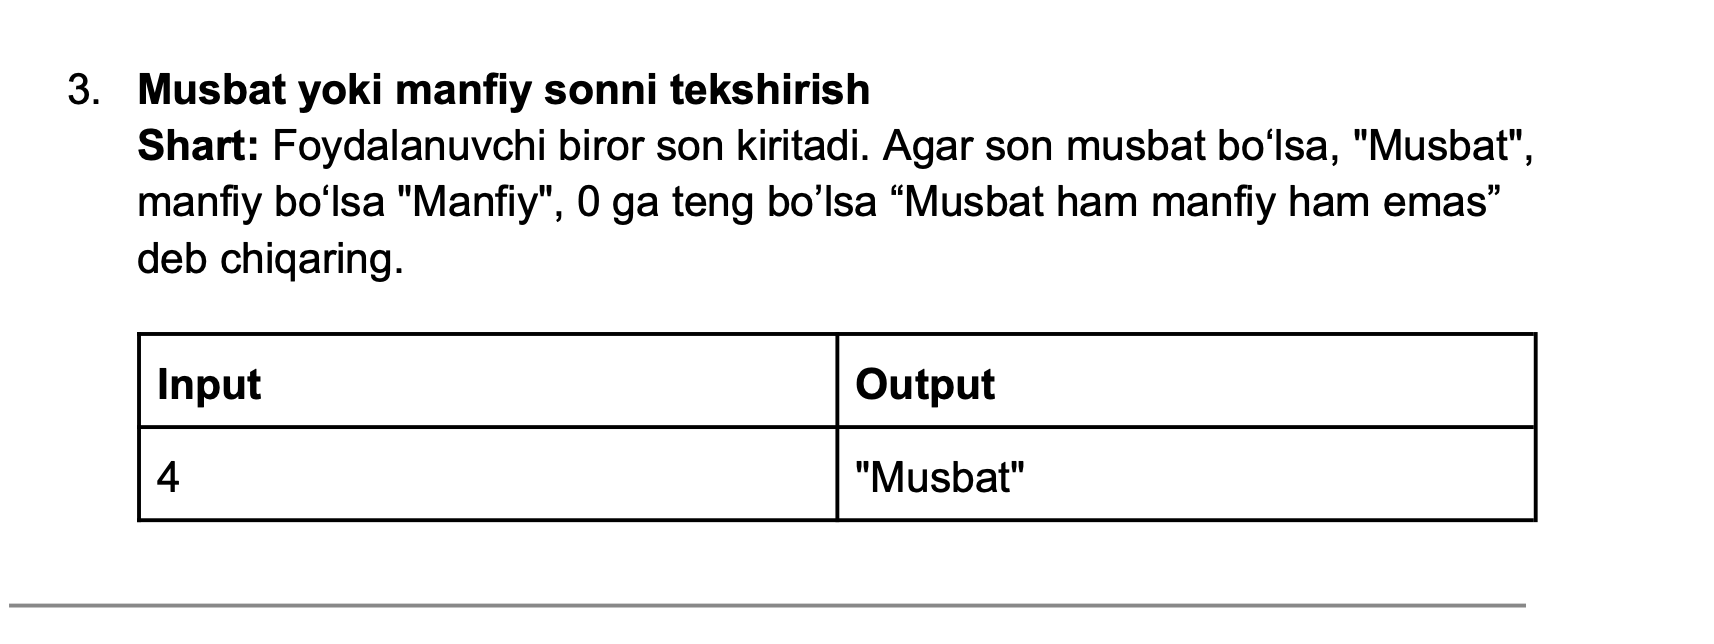 3. Musbat yoki manfiy sonni tekshirish
Shart: Foydalanuvchi biror son kiritadi. Agar son musbat bo‘lsa, "Musbat",
manfiy bo‘lsa "Manfiy", 0 ga teng bo’lsa “Musbat ham manfiy ham emas”
deb chiqaring.
Input Output
4 "Musbat"